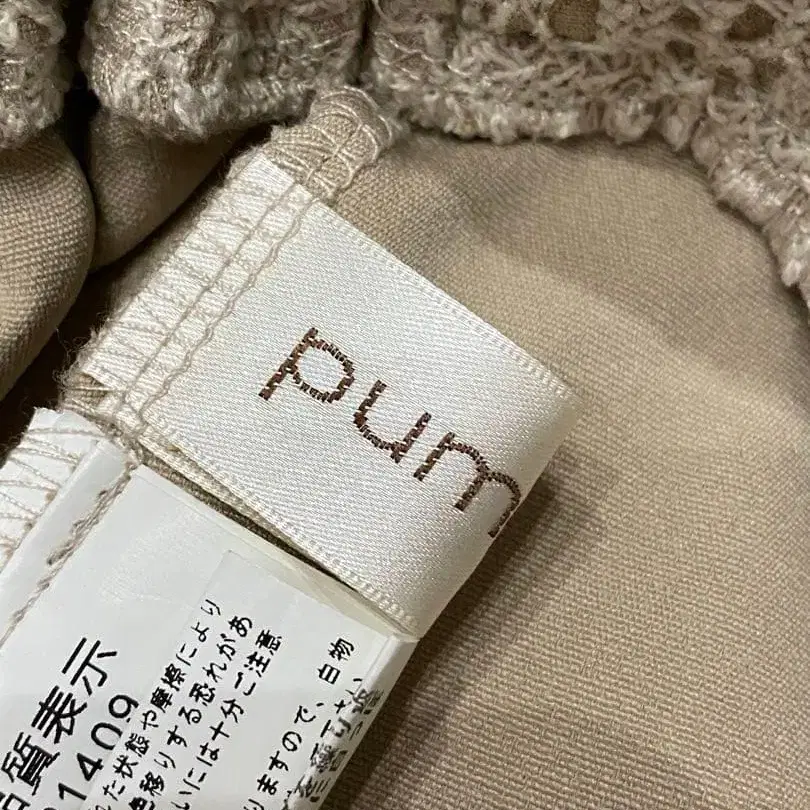 pum
質表示
1409
た状態や摩擦により
色移りする恐れがあ
いには十分ご注意
ますので、白物